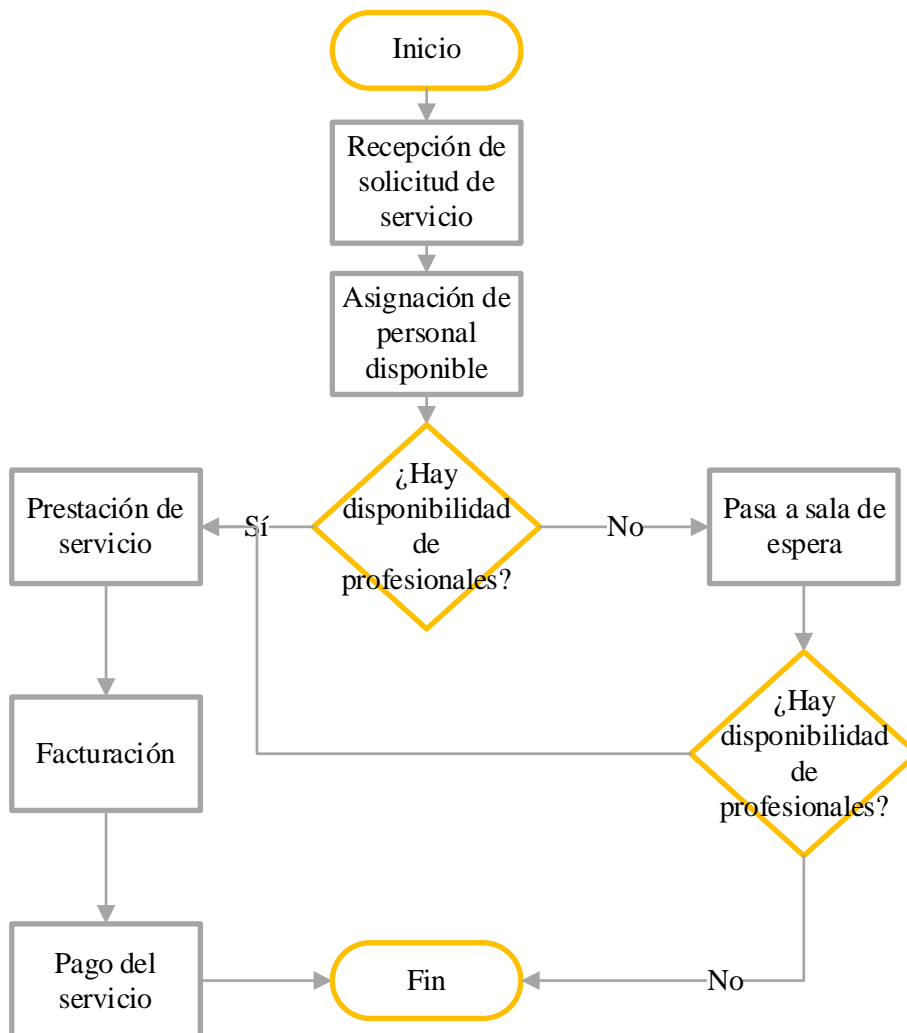 Inicio
Recepción de
solicitud de
servicio
Asignación de
personal
disponible
¿Hay
disponibilidad
de
profesionales?
Sí
No
Prestación de
servicio
Pasa a sala de
espera
¿Hay
disponibilidad
de
profesionales?
Facturación
Pago del
servicio
Fin
No